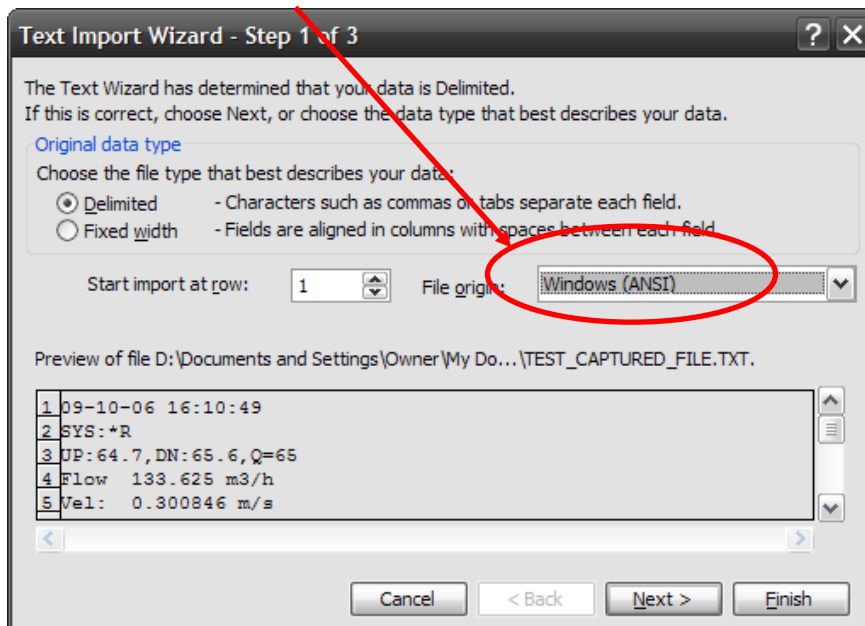 Text Import Wizard - Step 1 of 3
The Text Wizard has determined that your data is Delimited.
If this is correct, choose Next, or choose the data type that best describes your data.
Original data type
Choose the file type that best describes your data:
Delimited - Characters such as commas or tabs separate each field.
Fixed width - Fields are aligned in columns with spaces between each field.
Start import at row: 1 File origin: Windows (ANSI)
Preview of file D:\Documents and Settings\Owner\My Do...\TEST_CAPTURED_FILE.TXT.
1 09-10-06 16:10:49
2 SYS:*R
3 UP:64.7,DN:65.6,Q=65
4 Flow 133.625 m3/h
5 Vel: 0.300846 m/s
Cancel < Back Next > Finish